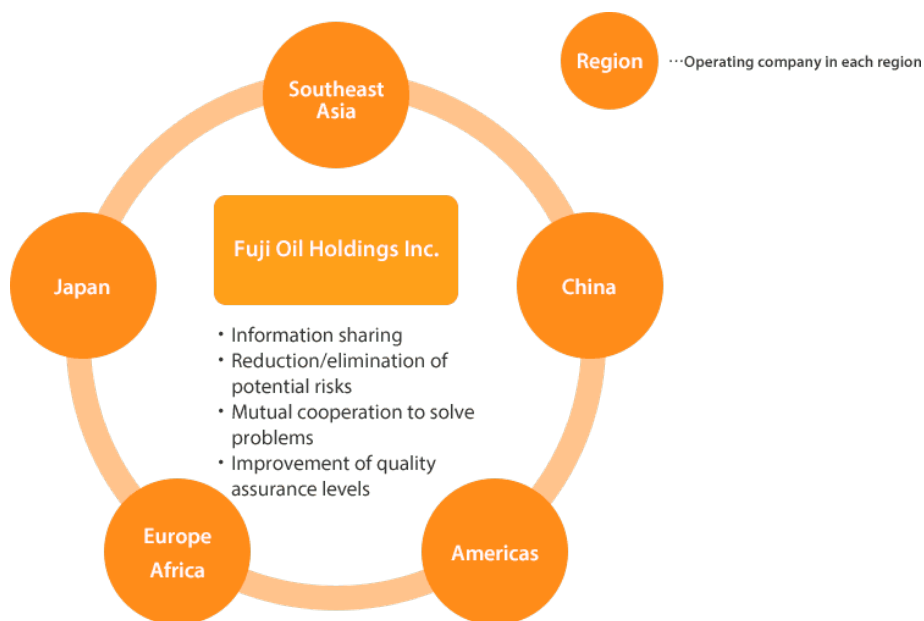 Southeast
Asia
Region
…Operating company in each region
Fuji Oil Holdings Inc.
Japan
China
・Information sharing
・Reduction/elimination of
potential risks
・Mutual cooperation to solve
problems
・Improvement of quality
assurance levels
Europe
Africa
Americas